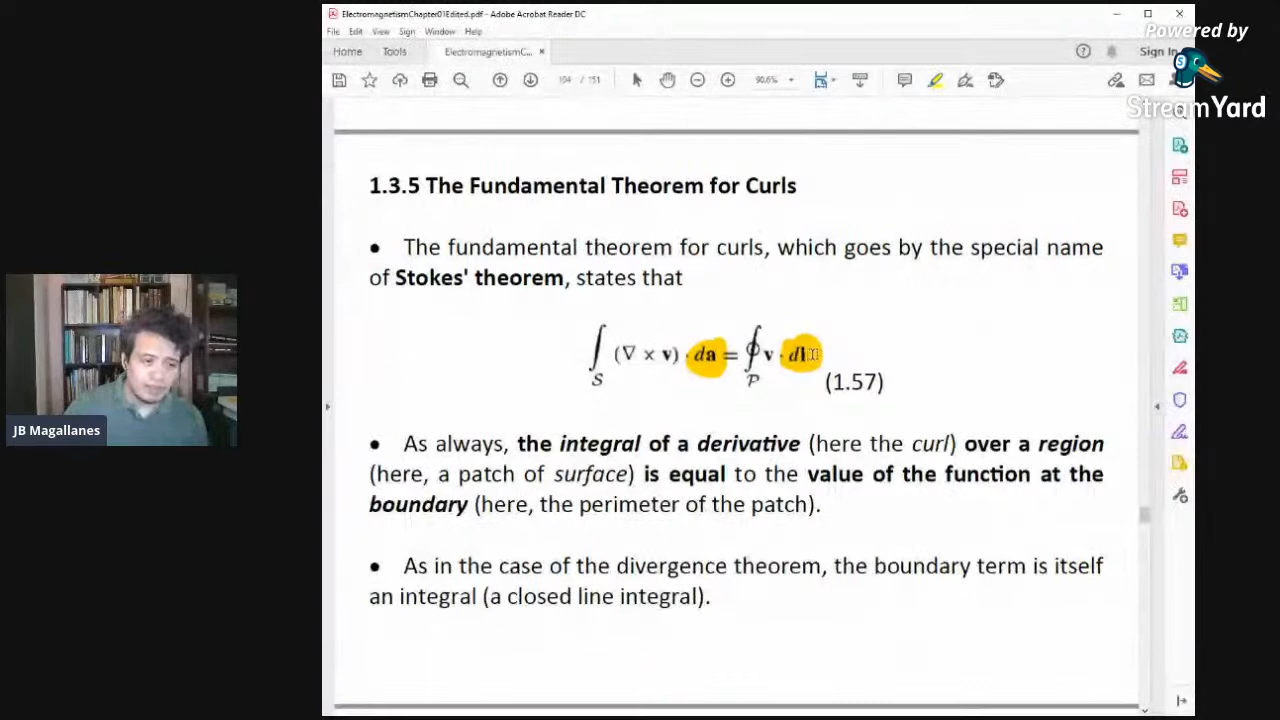 ElectromagnetismChapter01Edited.pdf - Adobe Acrobat Reader DC
File Edit View Sign Window Help
Powered by
Home Tools ElectromagnetismC... × Sign In
104 / 151 90.6%
StreamYard
1.3.5 The Fundamental Theorem for Curls
• The fundamental theorem for curls, which goes by the special name
of Stokes' theorem, states that
∫ (∇ × v) · da = ∮ v · dl
S P
(1.57)
• As always, the integral of a derivative (here the curl) over a region
(here, a patch of surface) is equal to the value of the function at the
boundary (here, the perimeter of the patch).
JB Magallanes
• As in the case of the divergence theorem, the boundary term is itself
an integral (a closed line integral).